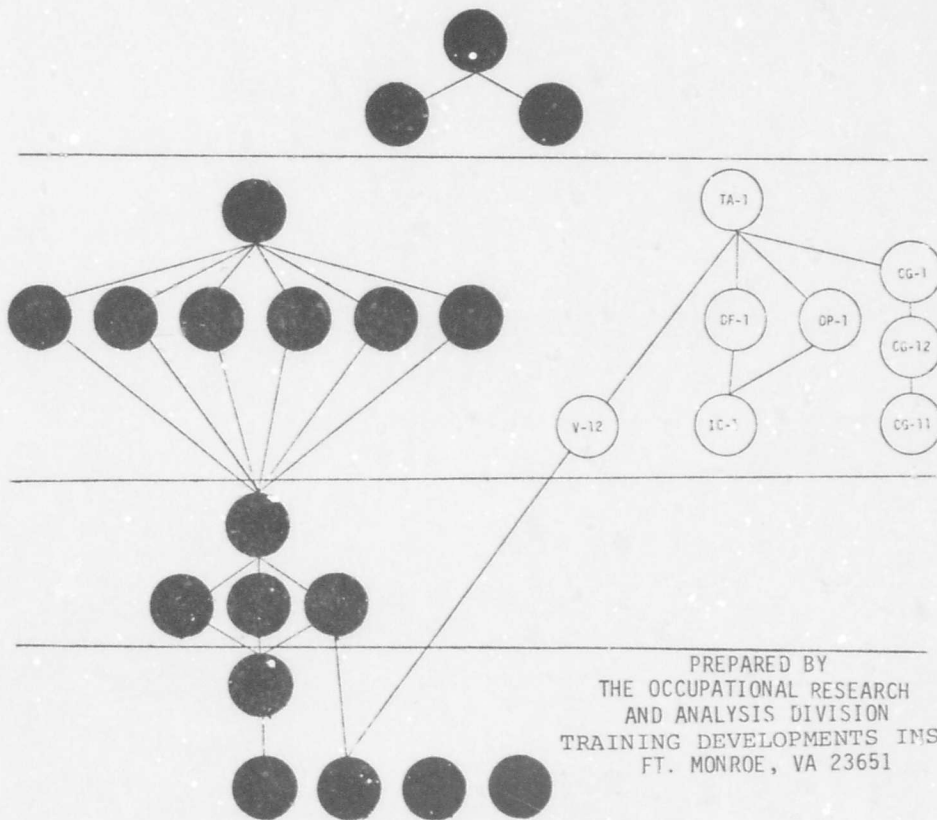 TA-1
CG-1
DF-1
DP-1
CG-12
V-12
IC-1
CG-11
PREPARED BY
THE OCCUPATIONAL RESEARCH
AND ANALYSIS DIVISION
TRAINING DEVELOPMENTS INS
FT. MONROE, VA 23651